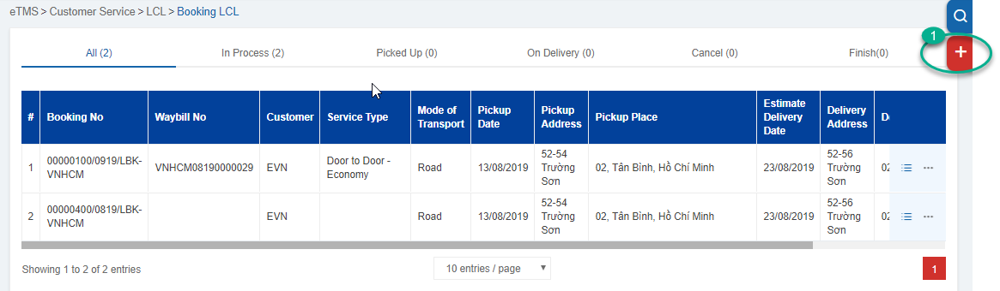 eTMS > Customer Service > LCL > Booking LCL
1
All (2) In Process (2) Picked Up (0) On Delivery (0) Cancel (0) Finish(0)
# Booking No Waybill No Customer Service Type Mode of Transport Pickup Date Pickup Address Pickup Place Estimate Delivery Date Delivery Address
1 00000100/0919/LBK-VNHCM VNHCM08190000029 EVN Door to Door - Economy Road 13/08/2019 52-54 Trường Sơn 02, Tân Bình, Hồ Chí Minh 23/08/2019 52-56 Trường Sơn 02
2 00000400/0819/LBK-VNHCM EVN Road 13/08/2019 52-54 Trường Sơn 02, Tân Bình, Hồ Chí Minh 23/08/2019 52-56 Trường Sơn 02
Showing 1 to 2 of 2 entries 10 entries / page 1